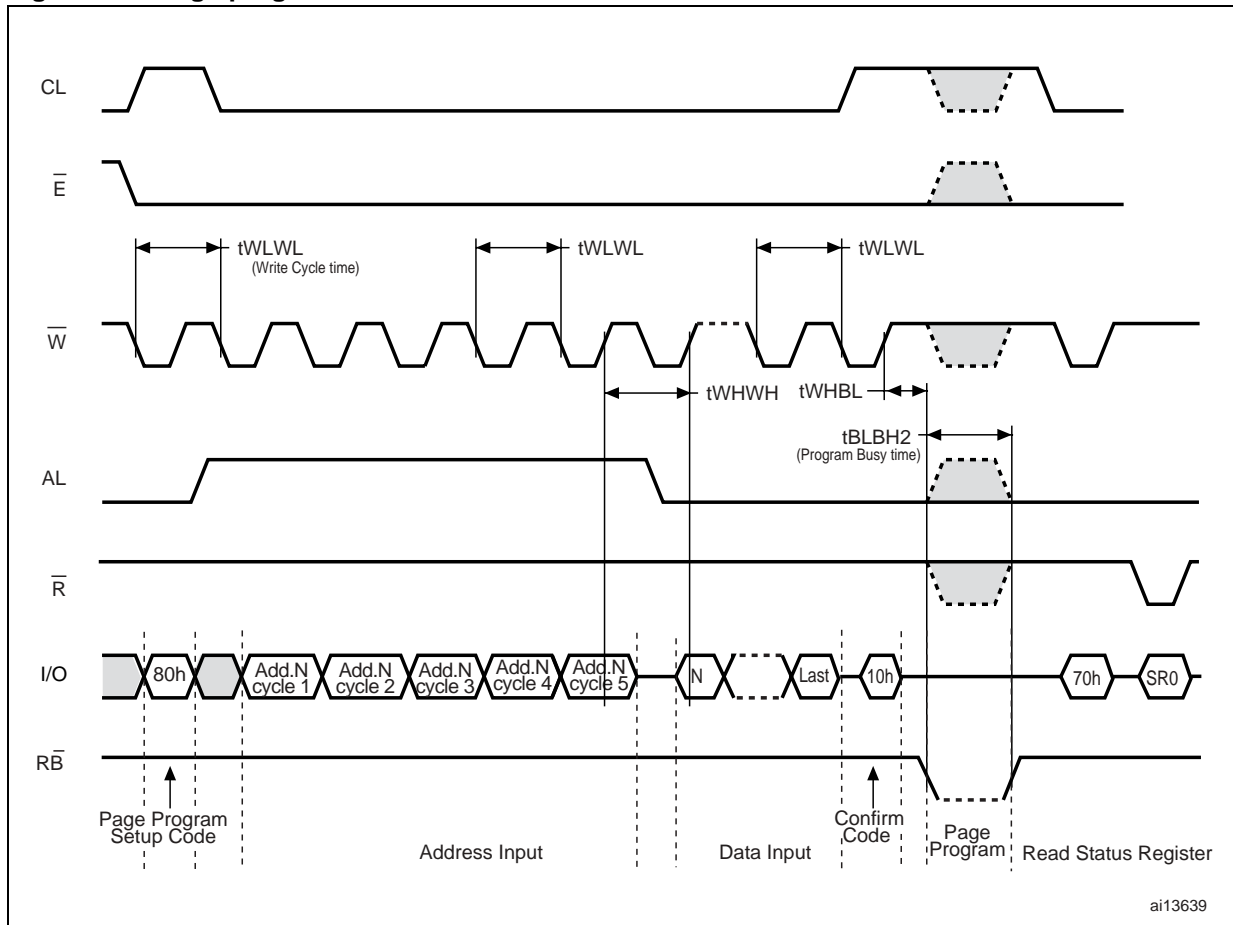 CL
E
tWLWL
(Write Cycle time)
tWLWL
tWLWL
W
tWHWH
tWHBL
tBLBH2
(Program Busy time)
AL
R
I/O
80h
Add.N
cycle 1
Add.N
cycle 2
Add.N
cycle 3
Add.N
cycle 4
Add.N
cycle 5
N
Last
10h
70h
SR0
RB
Page Program
Setup Code
Address Input
Data Input
Confirm
Code
Page
Program
Read Status Register
ai13639